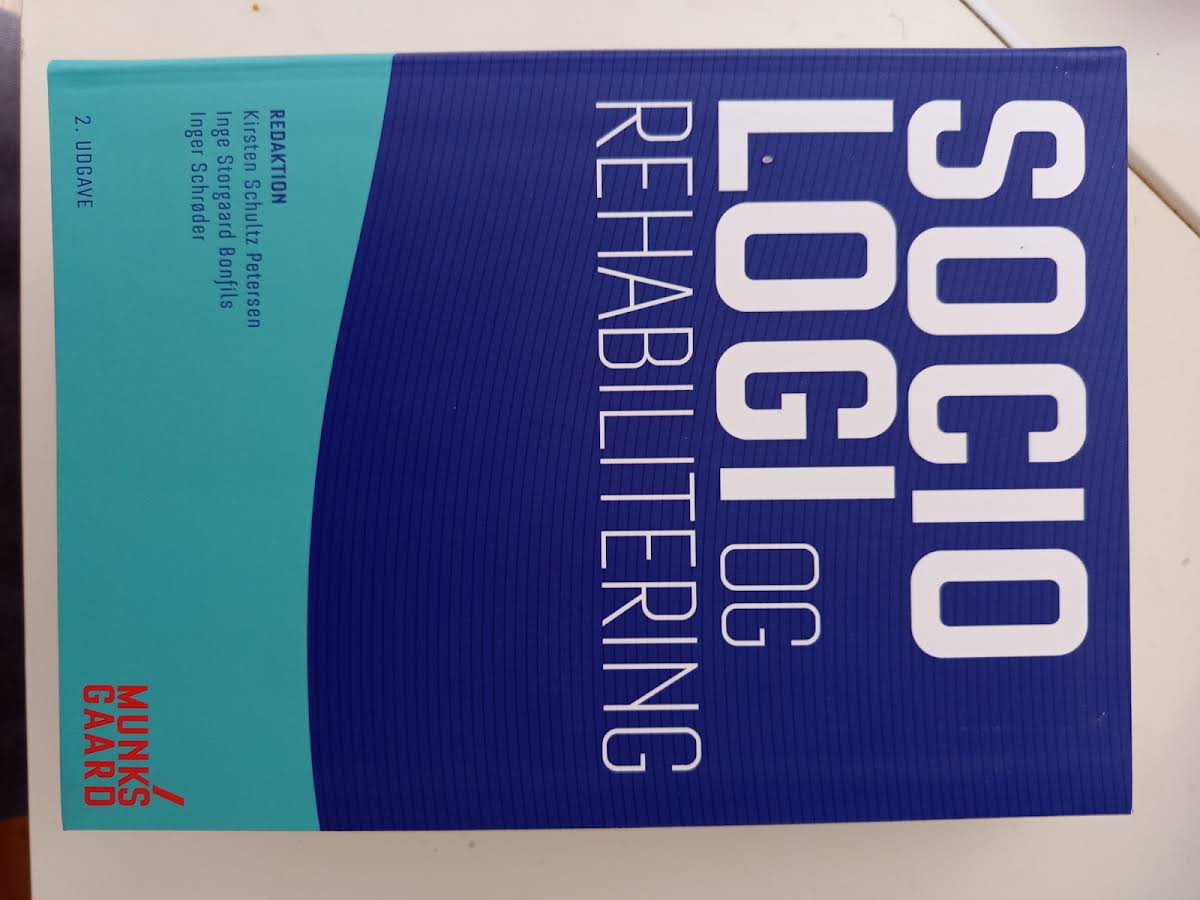 SOCIO
LOGI OG
REHABILITERING
REDAKTION
Kirsten Schultz Petersen
Inge Storgaard Bonfils
Inger Schrøder
2. UDGAVE
MUNKS
GAARD